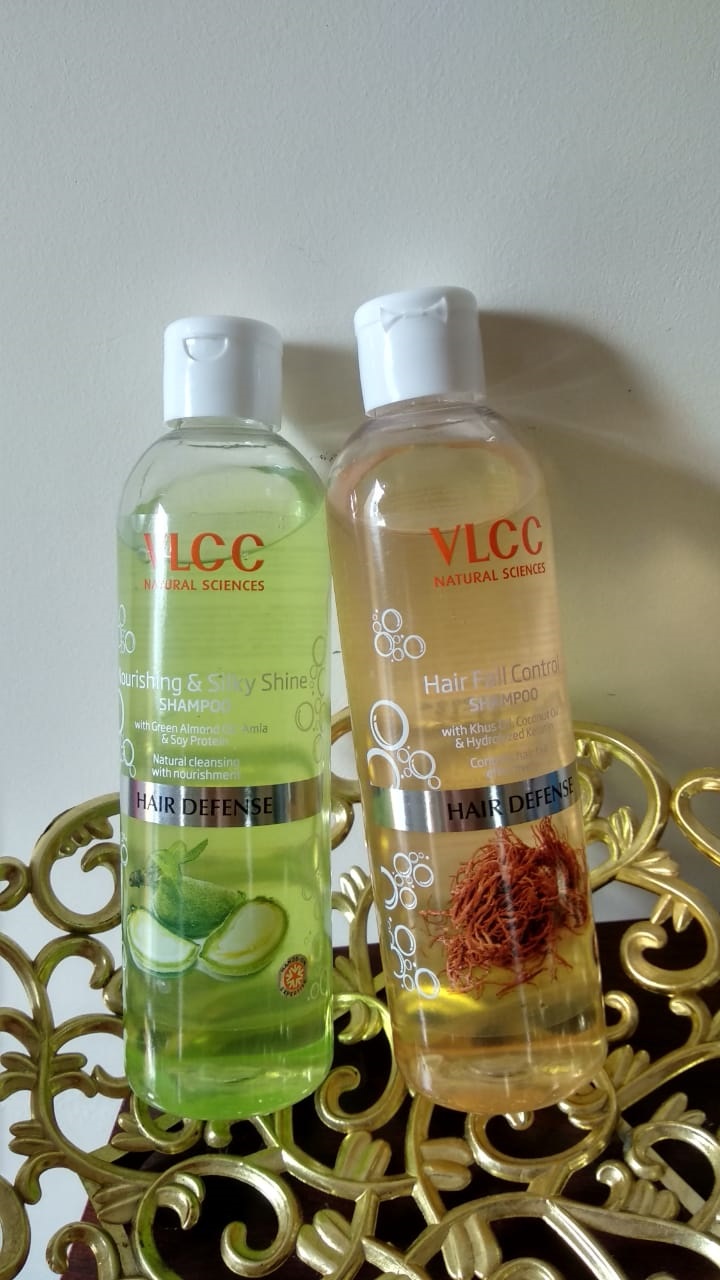 VLCC
NATURAL SCIENCES
Nourishing & Silky Shine
SHAMPOO
with Green Almond Oil, Amla
& Soy Protein
Natural cleansing
with nourishment
HAIR DEFENSE
VLCC
NATURAL SCIENCES
Hair Fall Control
SHAMPOO
with Khus Oil, Coconut Oil
& Hydrolyzed Keratin
HAIR DEFENSE